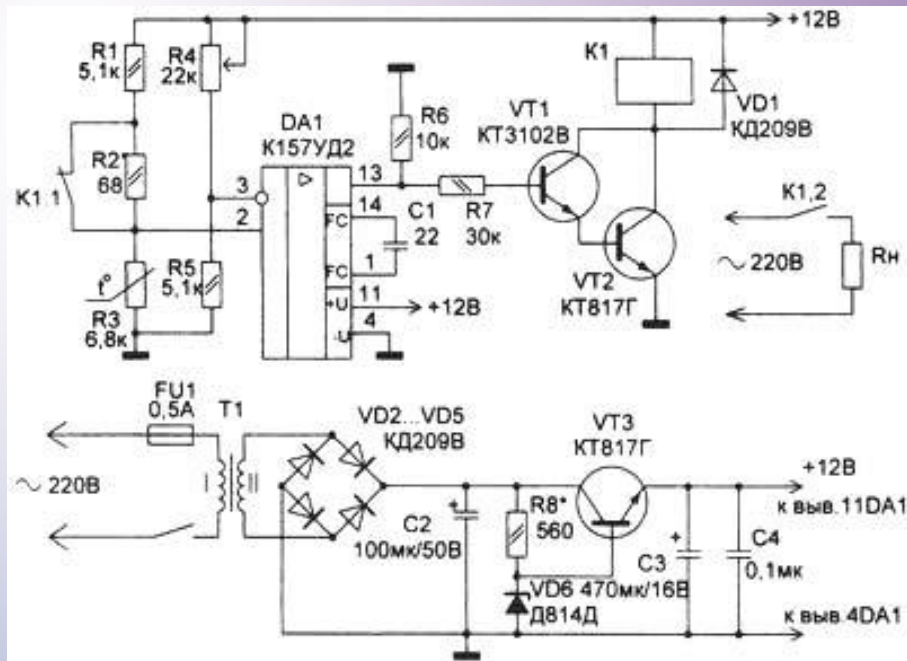 +12В
R1
5,1к
R4
22к
K1
VD1
КД209В
R6
10к
VT1
КТ3102В
DA1
К157УД2
R2*
68
K1.1
3
2
13
14
FC
C1
22
R7
30к
FC
1
+U
11
+12В
-U
4
VT2
КТ817Г
K1,2
~ 220В
Rн
t°
R3
6,8к
R5
5,1к
FU1
0,5А
T1
~ 220В
I
II
VD2...VD5
КД209В
+
C2
100мк/50В
VT3
КТ817Г
R8*
560
VD6
Д814Д
+
C3
470мк/16В
C4
0,1мк
+12В
к выв.11DA1
к выв.4DA1